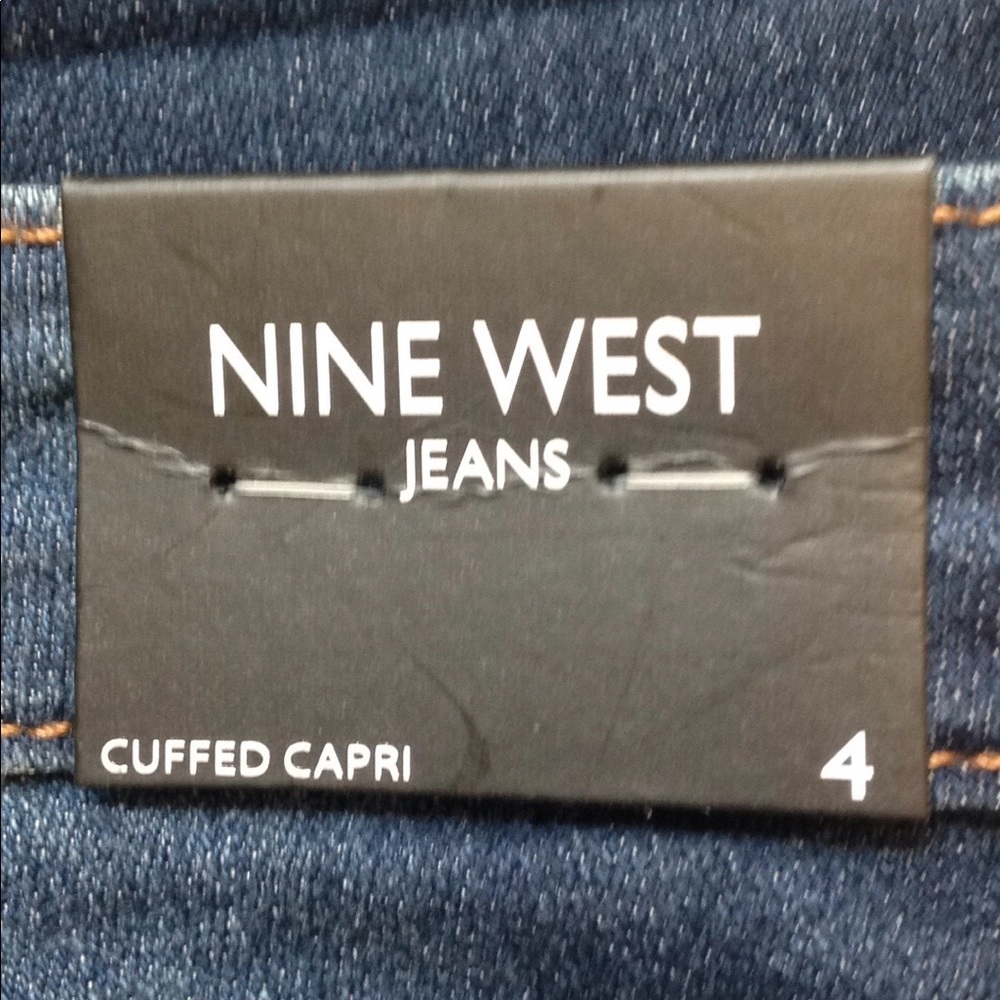 NINE WEST
JEANS
CUFFED CAPRI
4